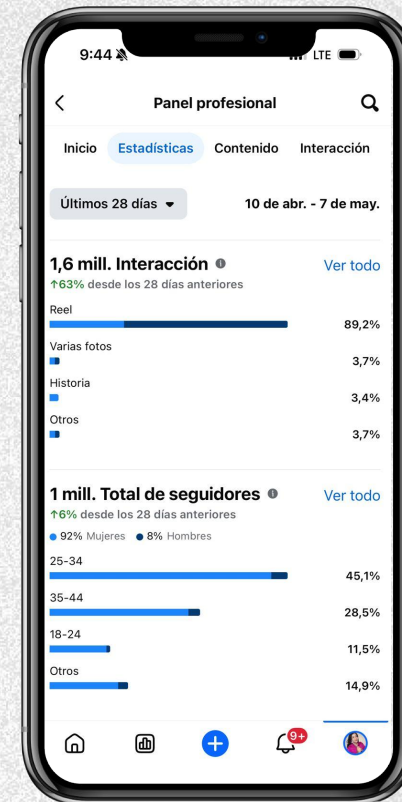 9:44
LTE
Panel profesional
Inicio Estadísticas Contenido Interacción
Últimos 28 días 10 de abr. - 7 de may.
1,6 mill. Interacción Ver todo
↑63% desde los 28 días anteriores
Reel
89,2%
Varias fotos
3,7%
Historia
3,4%
Otros
3,7%
1 mill. Total de seguidores Ver todo
↑6% desde los 28 días anteriores
92% Mujeres 8% Hombres
25-34
45,1%
35-44
28,5%
18-24
11,5%
Otros
14,9%
9+